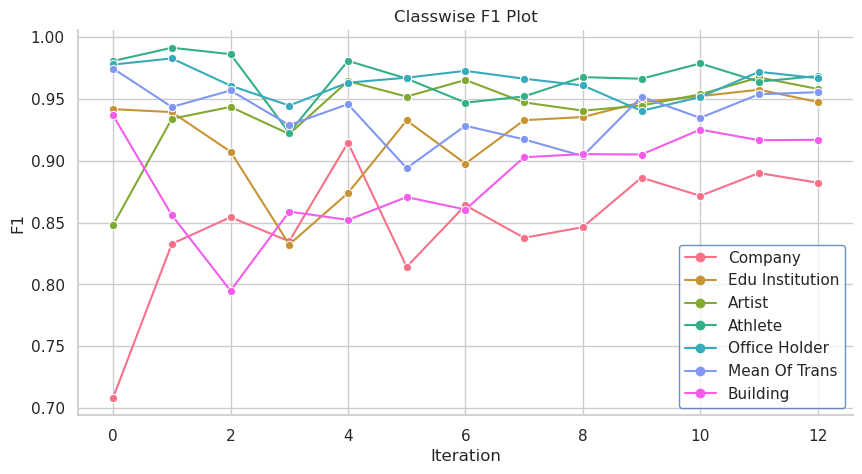 Classwise F1 Plot
1.00
0.95
0.90
0.85
0.80
0.75
0.70
F1
0
2
4
6
8
10
12
Iteration
Company
Edu Institution
Artist
Athlete
Office Holder
Mean Of Trans
Building